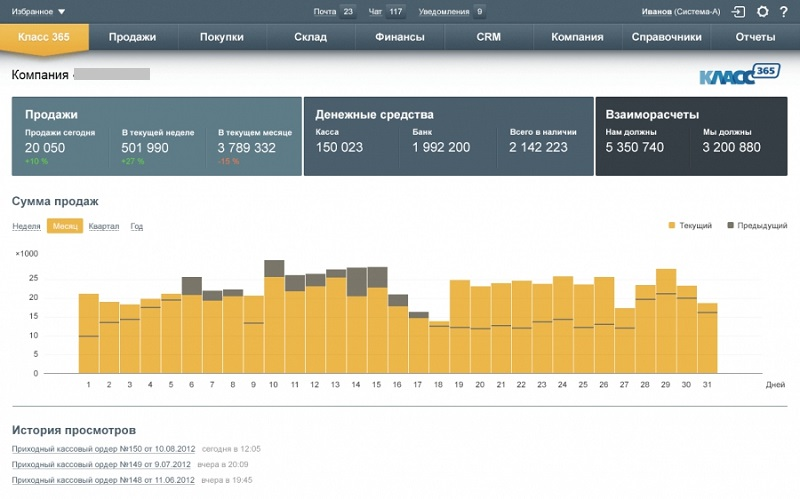 Избранное ▼ Почта 23 Чат 117 Уведомления 9 Иванов (Система-А) ?
Класс 365 Продажи Покупки Склад Финансы CRM Компания Справочники Отчеты
Компания
КЛАСС 365
Продажи Денежные средства Взаиморасчеты
Продажи сегодня В текущей неделе В текущем месяце Касса Банк Всего в наличии Нам должны Мы должны
20 050 501 990 3 789 332 150 023 1 992 200 2 142 223 5 350 740 3 200 880
+10 % +27 % -15 %
Сумма продаж
Неделя Месяц Квартал Год Текущий Предыдущий
×1000
25
20
15
10
5
0
1 2 3 4 5 6 7 8 9 10 11 12 13 14 15 16 17 18 19 20 21 22 23 24 25 26 27 28 29 30 31 Дней
История просмотров
Приходный кассовый ордер №150 от 10.08.2012 сегодня в 12:05
Приходный кассовый ордер №149 от 9.07.2012 вчера в 20:09
Приходный кассовый ордер №148 от 11.06.2012 вчера в 19:45